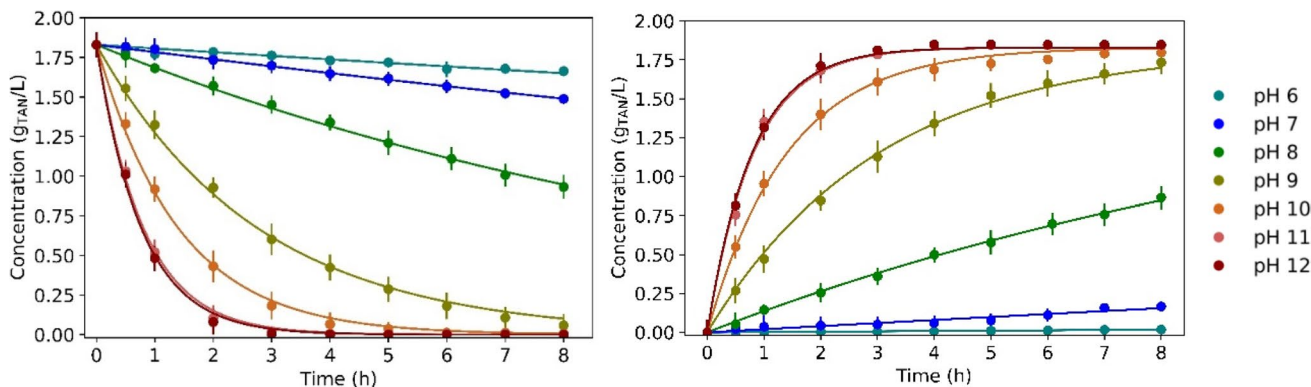 2.00
1.75
1.50
1.25
1.00
0.75
0.50
0.25
0.00
Concentration (gTAN/L)
0 1 2 3 4 5 6 7 8
Time (h)
2.00
1.75
1.50
1.25
1.00
0.75
0.50
0.25
0.00
Concentration (gTAN/L)
0 1 2 3 4 5 6 7 8
Time (h)
pH 6
pH 7
pH 8
pH 9
pH 10
pH 11
pH 12